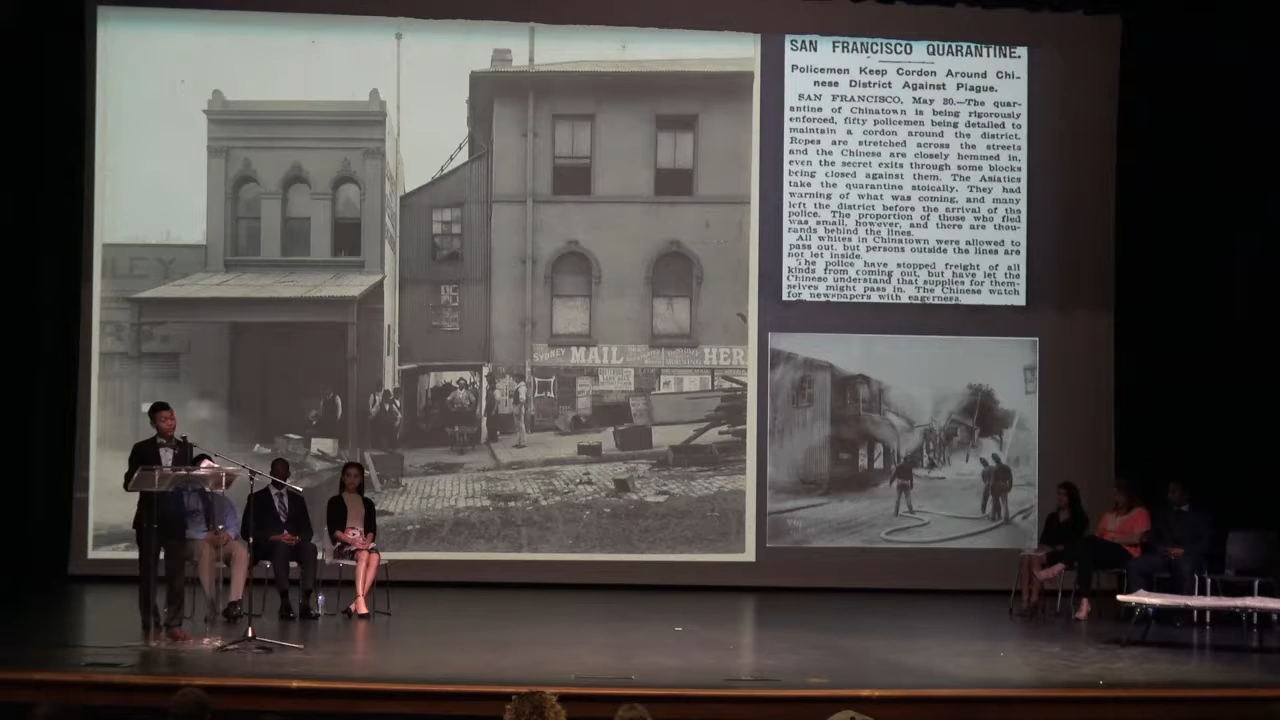 SAN FRANCISCO QUARANTINE.
Policemen Keep Cordon Around Chi-
nese District Against Plague.
SAN FRANCISCO, May 30.—The quar-
antine of Chinatown is being rigorously
enforced, fifty policemen being detailed to
maintain a cordon around the district.
Ropes are stretched across the streets
and the Chinese are closely hemmed in,
even the secret exits through some blocks
being closed against them. The Asiatics
take the quarantine stoically. They had
warning of what was coming, and many
left the district before the arrival of the
police. The proportion of those who fled
was small, however, and there are thou-
sands behind the lines.
All whites in Chinatown were allowed to
pass out, but persons outside the lines are
not let inside.
The police have stopped freight of all
kinds from coming out, but have let the
Chinese understand that supplies for them-
selves might pass in. The Chinese watch
for newspapers with eagerness.
SYDNEY MAIL
MORNING HER